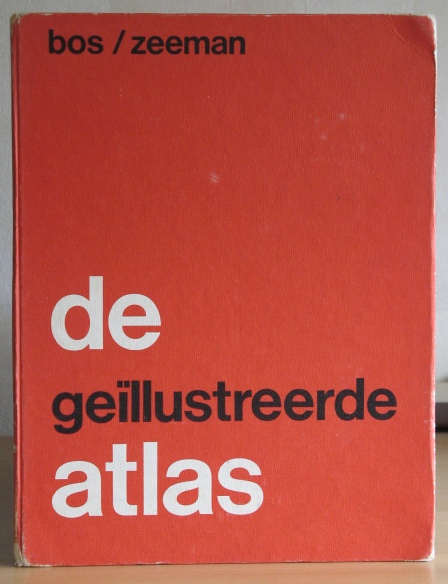 bos / zeeman
de
geïllustreerde
atlas